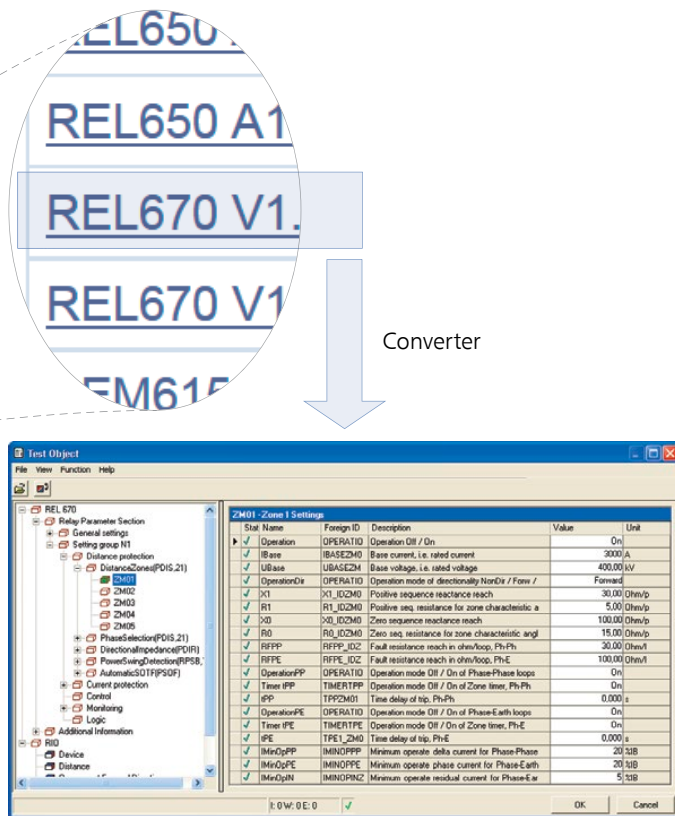 EL650
REL650 A1
REL670 V1.
REL670 V1
EM615
Converter
Test Object
File View Function Help
REL 670
Relay Parameter Section
General settings
Setting group N1
Distance protection
DistanceZones(PDIS,21)
ZM01
ZM02
ZM03
ZM04
ZM05
PhaseSelection(PDIS,21)
DirectionalImpedance(PDIR)
PowerSwingDetection(RPSB,
AutomaticSOTF(PSOF)
Current protection
Control
Monitoring
Logic
Additional Information
RIO
Device
Distance
ZM01 - Zone 1 Settings
Stat Name Foreign ID Description Value Unit
Operation OPERATIO Operation Off / On On
IBase IBASEZM0 Base current, i.e. rated current 3000 A
UBase UBASEZM Base voltage, i.e. rated voltage 400,00 kV
OperationDir OPERATIO Operation mode of directionality NonDir / Forw / Forward
X1 X1_IDZM0 Positive sequence reactance reach 30,00 Ohm/p
R1 R1_IDZM0 Positive seq. resistance for zone characteristic a 5,00 Ohm/p
X0 X0_IDZM0 Zero sequence reactance reach 100,00 Ohm/p
R0 R0_IDZM0 Zero seq. resistance for zone characteristic angl 15,00 Ohm/p
RFPP RFPP_IDZ Fault resistance reach in ohm/loop, Ph-Ph 30,00 Ohm/l
RFPE RFPE_IDZ Fault resistance reach in ohm/loop, Ph-E 100,00 Ohm/l
OperationPP OPERATIO Operation mode Off / On of Phase-Phase loops On
Timer tPP TIMERTPP Operation mode Off / On of Zone timer, Ph-Ph On
tPP TPPZM01 Time delay of trip, Ph-Ph 0,000 s
OperationPE OPERATIO Operation mode Off / On of Phase-Earth loops On
Timer tPE TIMERTPE Operation mode Off / On of Zone timer, Ph-E On
tPE TPE1_ZM0 Time delay of trip, Ph-E 0,000 s
IMinOpPP IMINOPPP Minimum operate delta current for Phase-Phase 20 %IB
IMinOpPE IMINOPPE Minimum operate phase current for Phase-Earth 20 %IB
IMinOpIN IMINOPINZ Minimum operate residual current for Phase-Ear 5 %IB
I: 0 W: 0 E: 0
OK Cancel